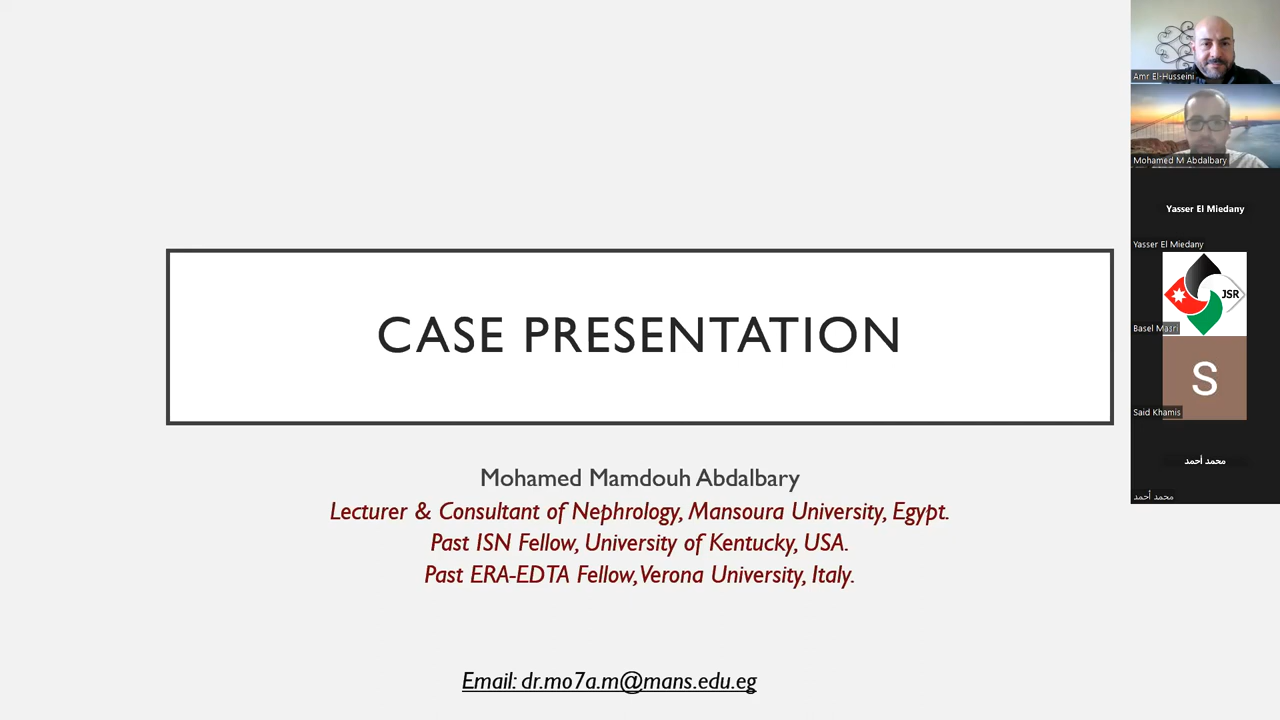 CASE PRESENTATION
Mohamed Mamdouh Abdalbary
Lecturer & Consultant of Nephrology, Mansoura University, Egypt.
Past ISN Fellow, University of Kentucky, USA.
Past ERA-EDTA Fellow, Verona University, Italy.
Email: dr.mo7a.m@mans.edu.eg
Amr El-Husseini
Mohamed M Abdalbary
Yasser El Miedany
Yasser El Miedany
JSR
Basel Masri
S
Said Khamis
محمد أحمد
محمد أحمد